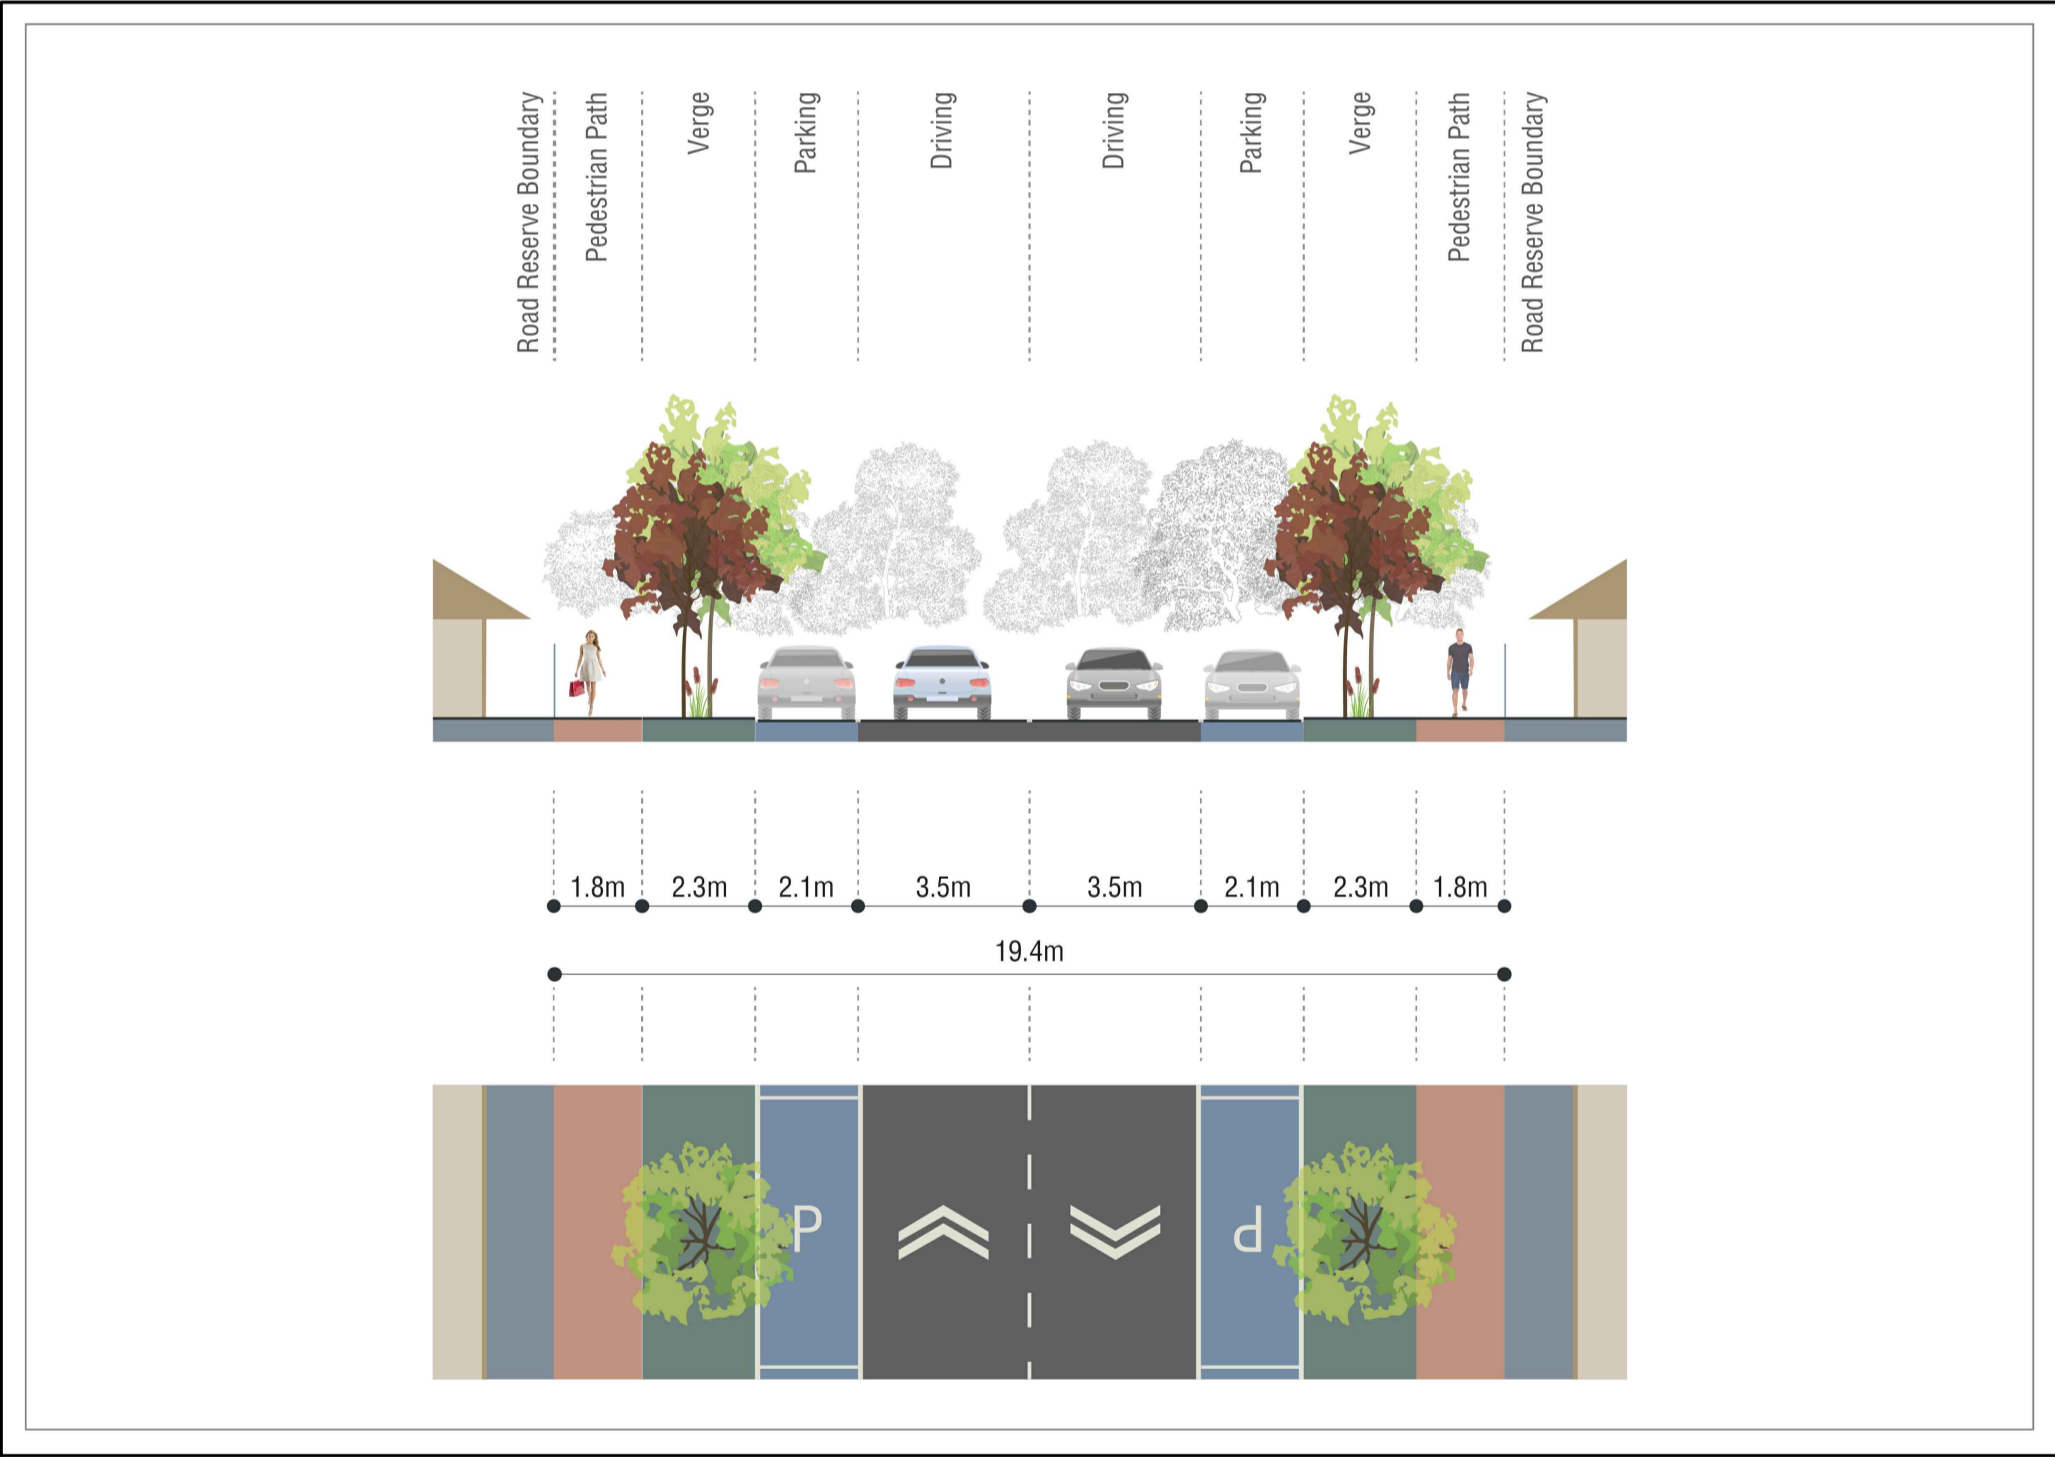 Road Reserve Boundary
Pedestrian Path
Verge
Parking
Driving
Driving
Parking
Verge
Pedestrian Path
Road Reserve Boundary
1.8m
2.3m
2.1m
3.5m
3.5m
2.1m
2.3m
1.8m
19.4m
P
P